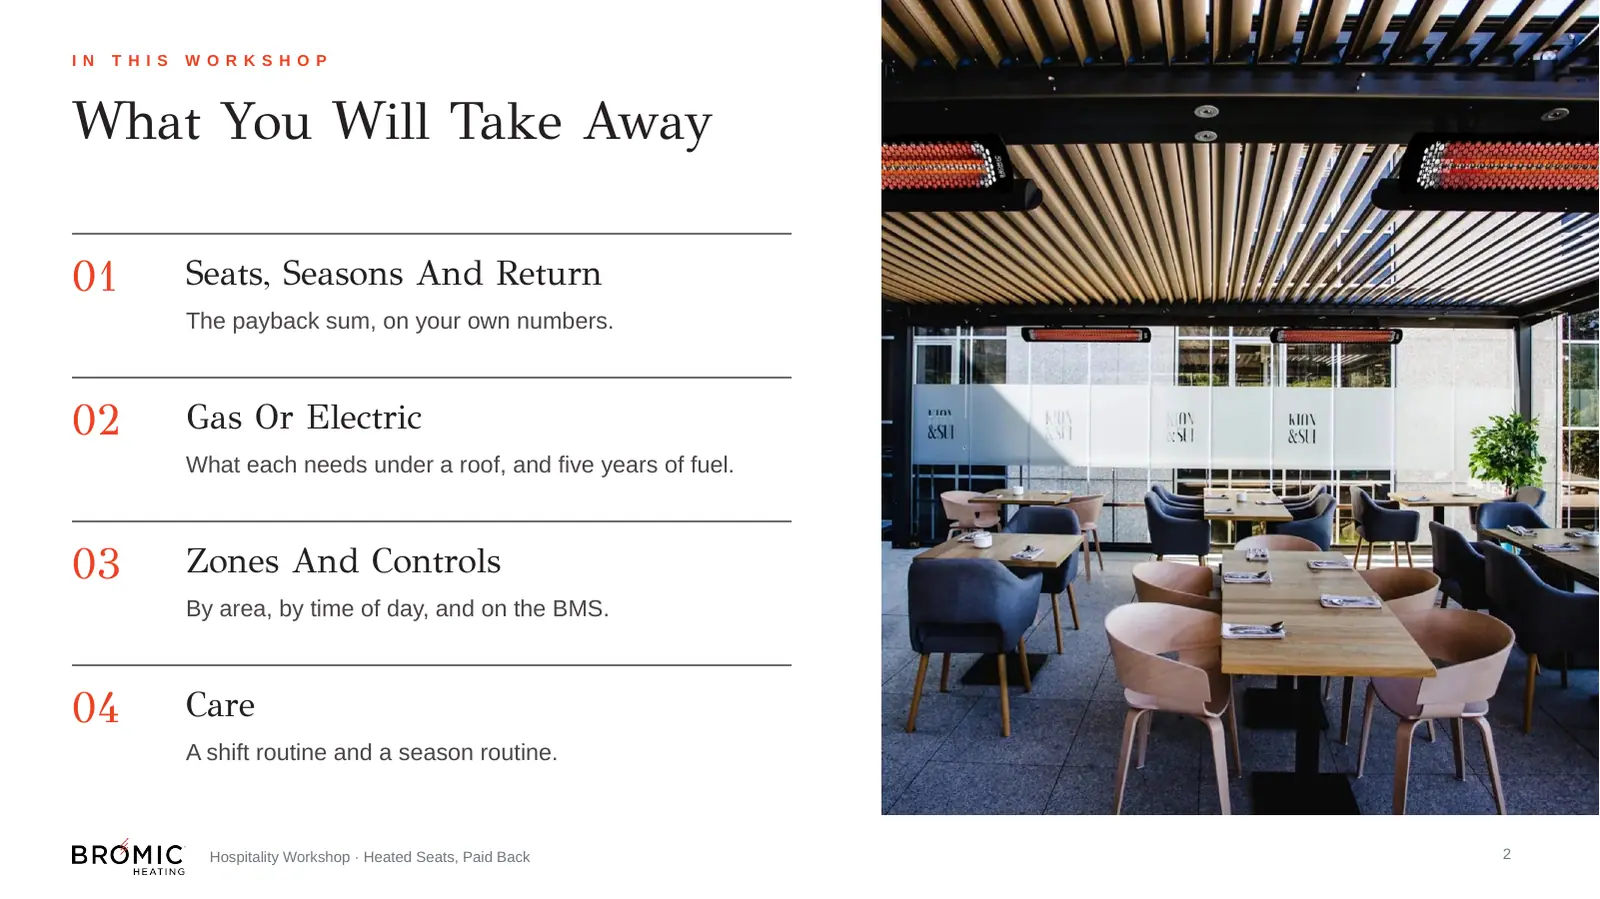 IN THIS WORKSHOP
What You Will Take Away
01
Seats, Seasons And Return
The payback sum, on your own numbers.
02
Gas Or Electric
What each needs under a roof, and five years of fuel.
03
Zones And Controls
By area, by time of day, and on the BMS.
04
Care
A shift routine and a season routine.
BROMIC
HEATING
Hospitality Workshop · Heated Seats, Paid Back
2